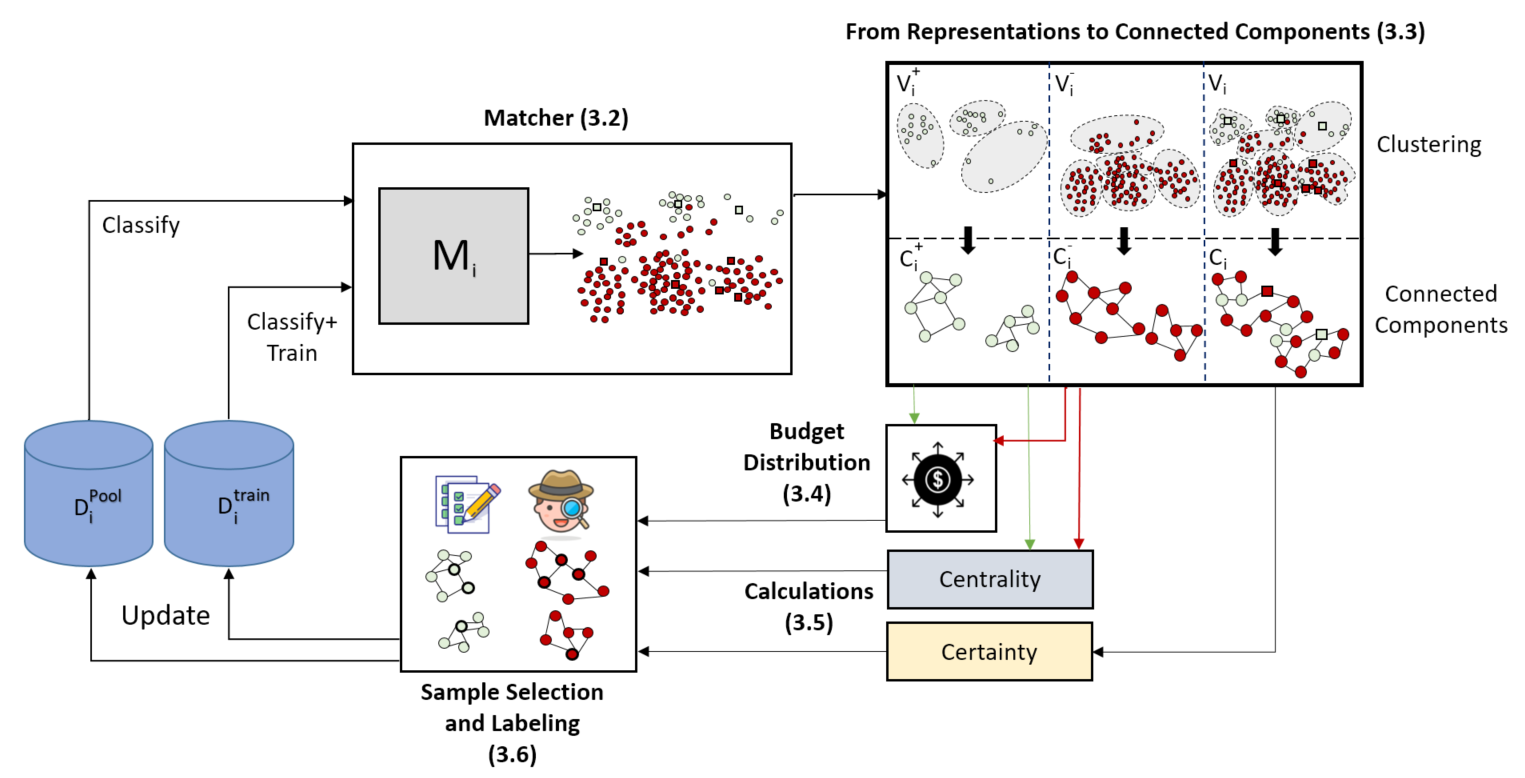 From Representations to Connected Components (3.3)
Matcher (3.2)
V_i^+
V_i^-
V_i
Clustering
Classify
M_i
C_i^+
C_i^-
C_i
Connected
Components
Classify+
Train
Budget
Distribution
(3.4)
$
D_i^Pool
D_i^train
Centrality
Calculations
(3.5)
Update
Certainty
Sample Selection
and Labeling
(3.6)